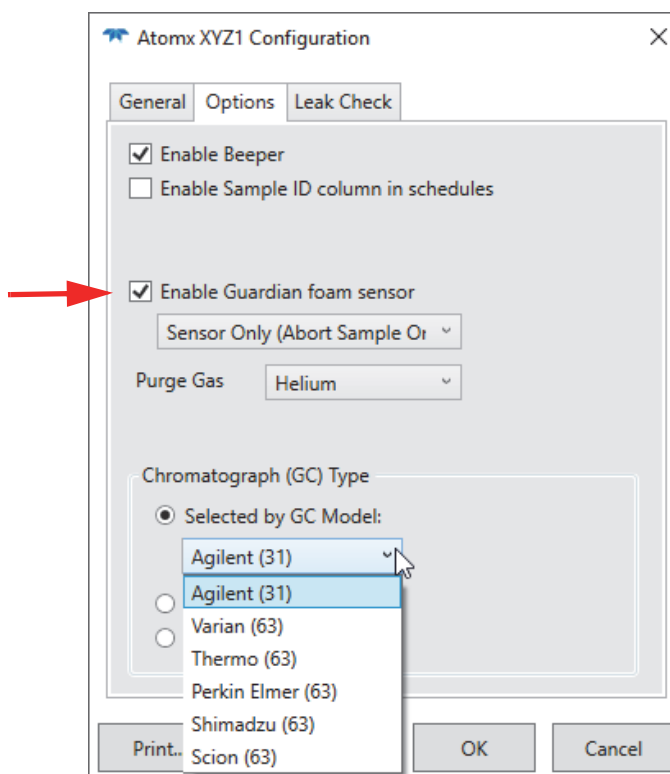 Atomx XYZ1 Configuration
General Options Leak Check
Enable Beeper
Enable Sample ID column in schedules
Enable Guardian foam sensor
Sensor Only (Abort Sample Or
Purge Gas Helium
Chromatograph (GC) Type
Selected by GC Model:
Agilent (31)
Agilent (31)
Varian (63)
Thermo (63)
Perkin Elmer (63)
Shimadzu (63)
Scion (63)
Print.. OK Cancel